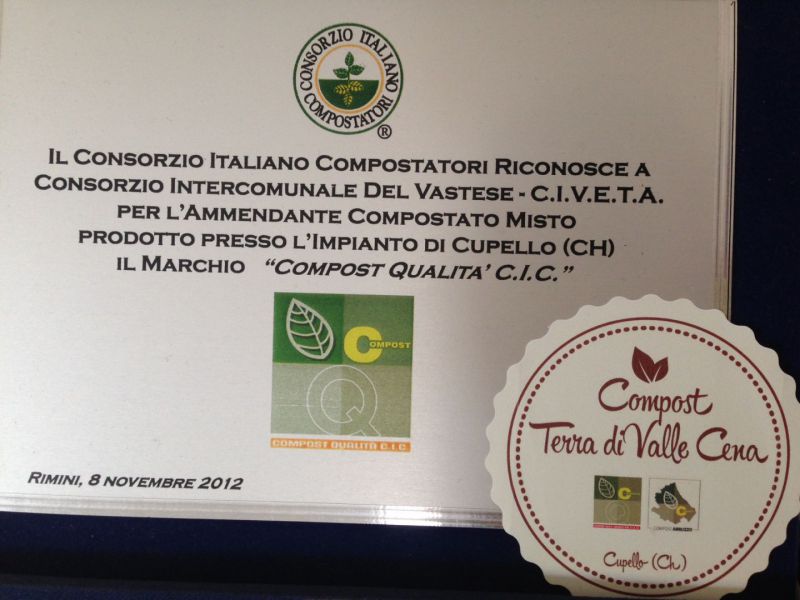 CONSORZIO ITALIANO
COMPOSTATORI
®
IL CONSORZIO ITALIANO COMPOSTATORI RICONOSCE A
CONSORZIO INTERCOMUNALE DEL VASTESE - C.I.V.E.T.A.
PER L'AMMENDANTE COMPOSTATO MISTO
PRODOTTO PRESSO L'IMPIANTO DI CUPELLO (CH)
IL MARCHIO "COMPOST QUALITA' C.I.C."
COMPOST
Q
COMPOST QUALITÀ C.I.C
RIMINI, 8 NOVEMBRE 2012
Compost
Terra di Valle Cena
C
Q
C
COMPOST ABRUZZO
Cupello (Ch.)